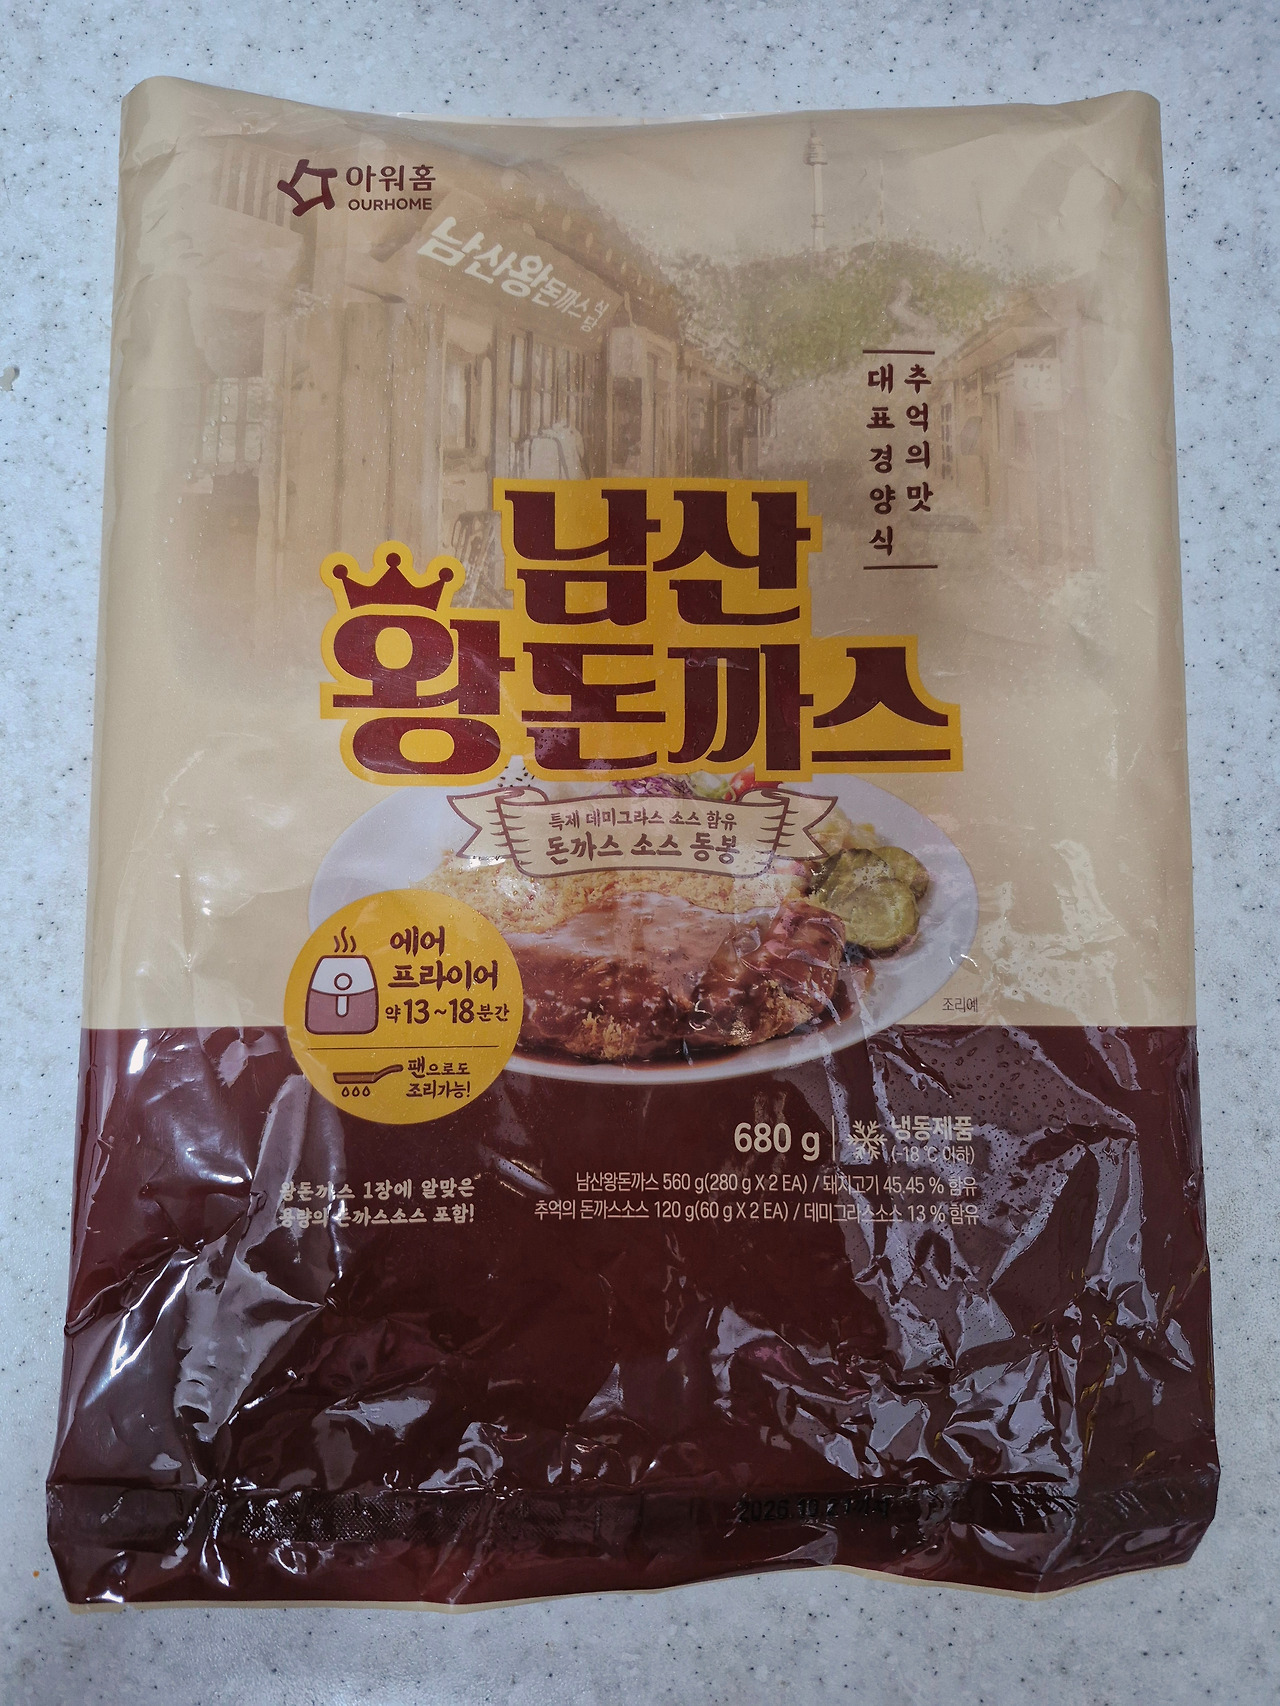 아워홈
OURHOME
남산왕돈까스식당
추억의 맛
대표경양식
남산
왕돈까스
특제 데미그라스 소스 함유
돈까스 소스 동봉
에어
프라이어
약 13~18분간
팬으로도
조리가능!
조리예
680 g | 냉동제품
(-18 ℃ 이하)
남산왕돈까스 560 g(280 g X 2 EA) / 돼지고기 45.45 % 함유
추억의 돈까스소스 120 g(60 g X 2 EA) / 데미그라스소스 13 % 함유
왕돈까스 1장에 알맞은
용량의 돈까스소스 포함!